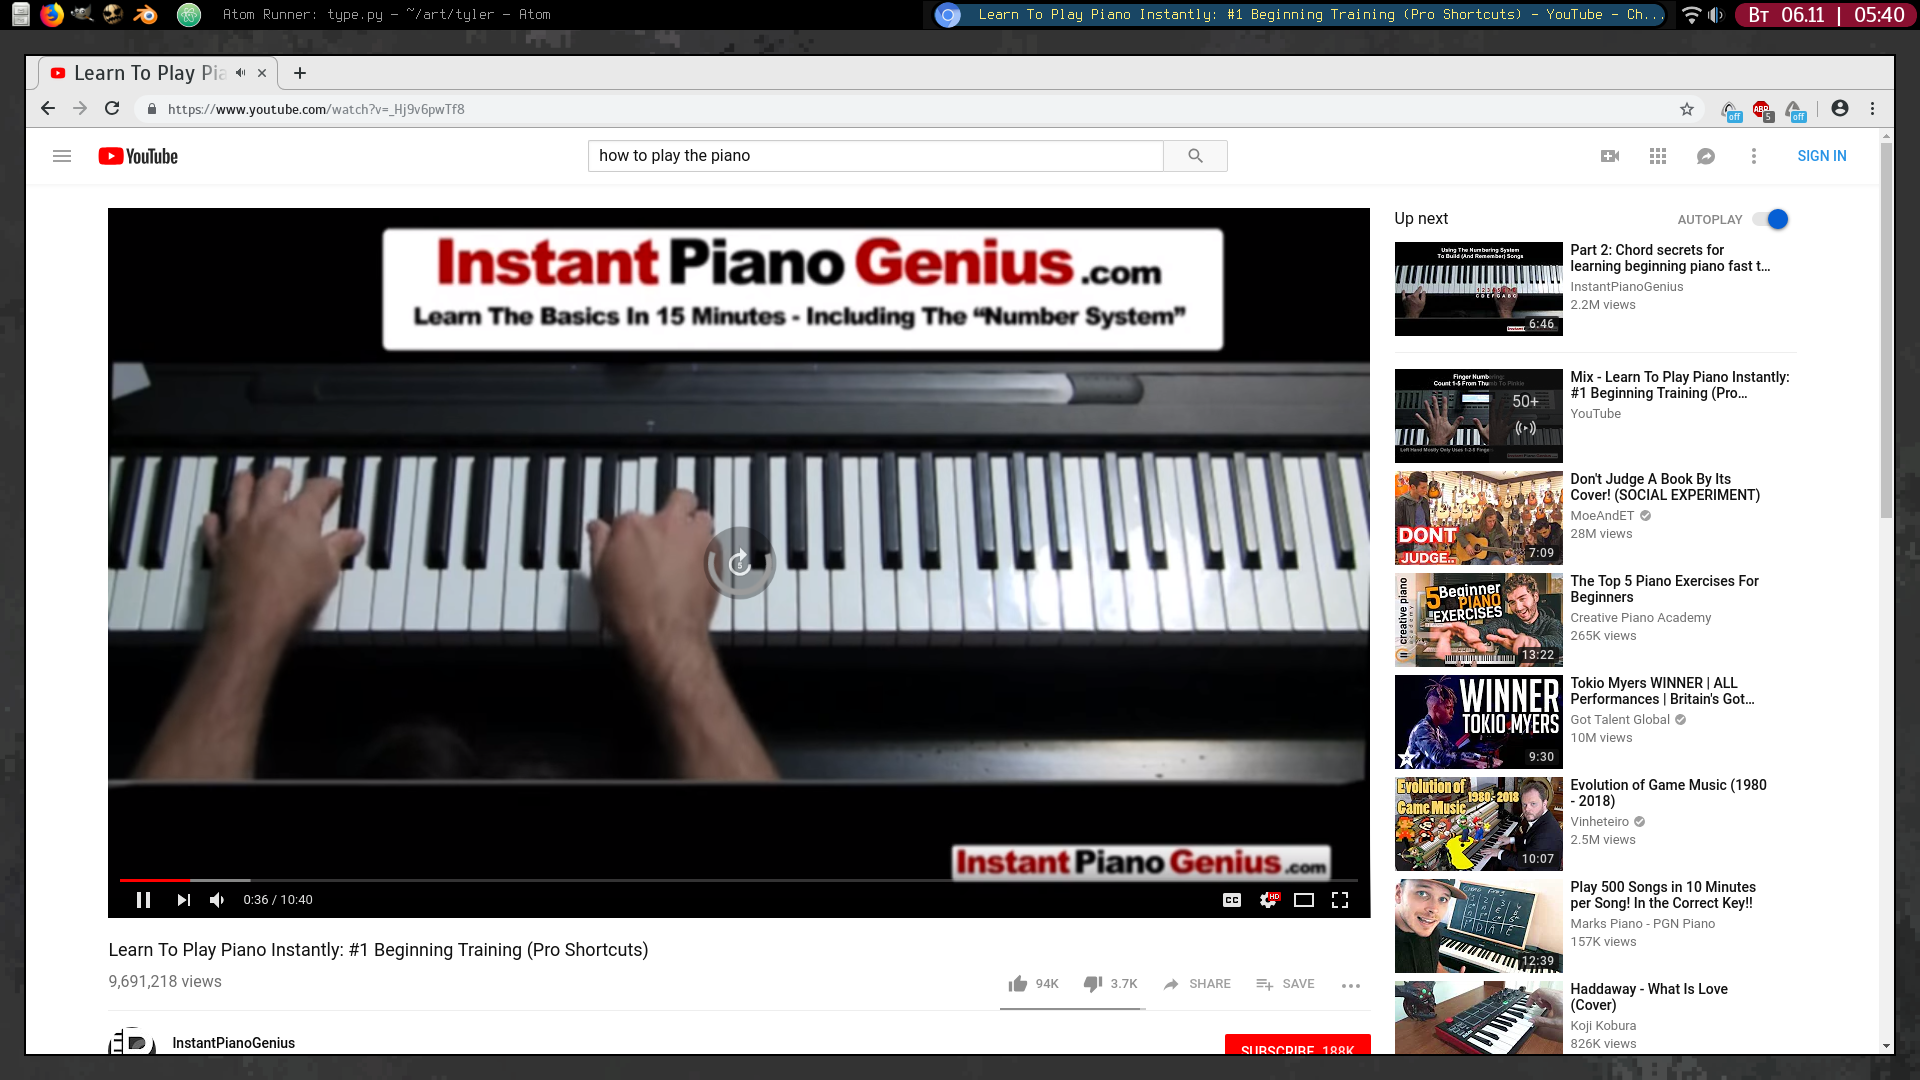 Atom Runner: type.py — ~/art/tyler — Atom
Learn To Play Piano Instantly: #1 Beginning Training (Pro Shortcuts) - YouTube - Ch...
Вт 06.11 | 05:40
Learn To Play Pia
https://www.youtube.com/watch?v=_Hj9v6pwTf8
off
ABP
5
off
YouTube
how to play the piano
SIGN IN
Instant Piano Genius.com
Learn The Basics In 15 Minutes - Including The “Number System”
5
Instant Piano Genius.com
0:36 / 10:40
CC
HD
Learn To Play Piano Instantly: #1 Beginning Training (Pro Shortcuts)
9,691,218 views
94K
3.7K
SHARE
SAVE
InstantPianoGenius
SUBSCRIBE 188K
Up next
AUTOPLAY
Using The Numbering System
To Build (And Remember) Songs
6:46
Part 2: Chord secrets for
learning beginning piano fast t...
InstantPianoGenius
2.2M views
Finger Numbering:
Count 1-5 From Thumb To Pinkie
50+
Mix - Learn To Play Piano Instantly:
#1 Beginning Training (Pro...
YouTube
DONT
JUDGE..
7:09
Don't Judge A Book By Its
Cover! (SOCIAL EXPERIMENT)
MoeAndET
28M views
creative piano
5 Beginner
PIANO
EXERCISES
13:22
The Top 5 Piano Exercises For
Beginners
Creative Piano Academy
265K views
WINNER
TOKIO MYERS
9:30
Tokio Myers WINNER | ALL
Performances | Britain's Got...
Got Talent Global
10M views
Evolution of
Game Music
1980-2018
10:07
Evolution of Game Music (1980
- 2018)
Vinheteiro
2.5M views
12:39
Play 500 Songs in 10 Minutes
per Song! In the Correct Key!!
Marks Piano - PGN Piano
157K views
Haddaway - What Is Love
(Cover)
Koji Kobura
826K views